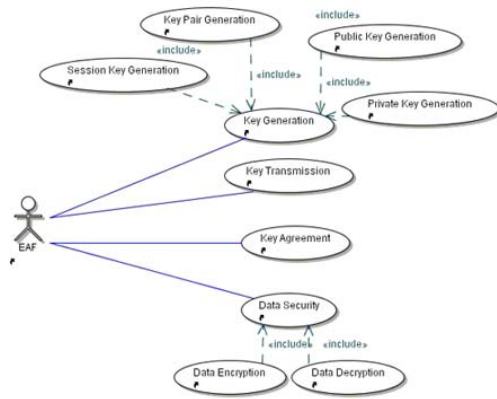 Key Pair Generation
«include»
Public Key Generation
«include»
Session Key Generation
«include»
Private Key Generation
Key Generation
Key Transmission
EAF
Key Agreement
Data Security
«include» «include»
Data Encryption
Data Decryption